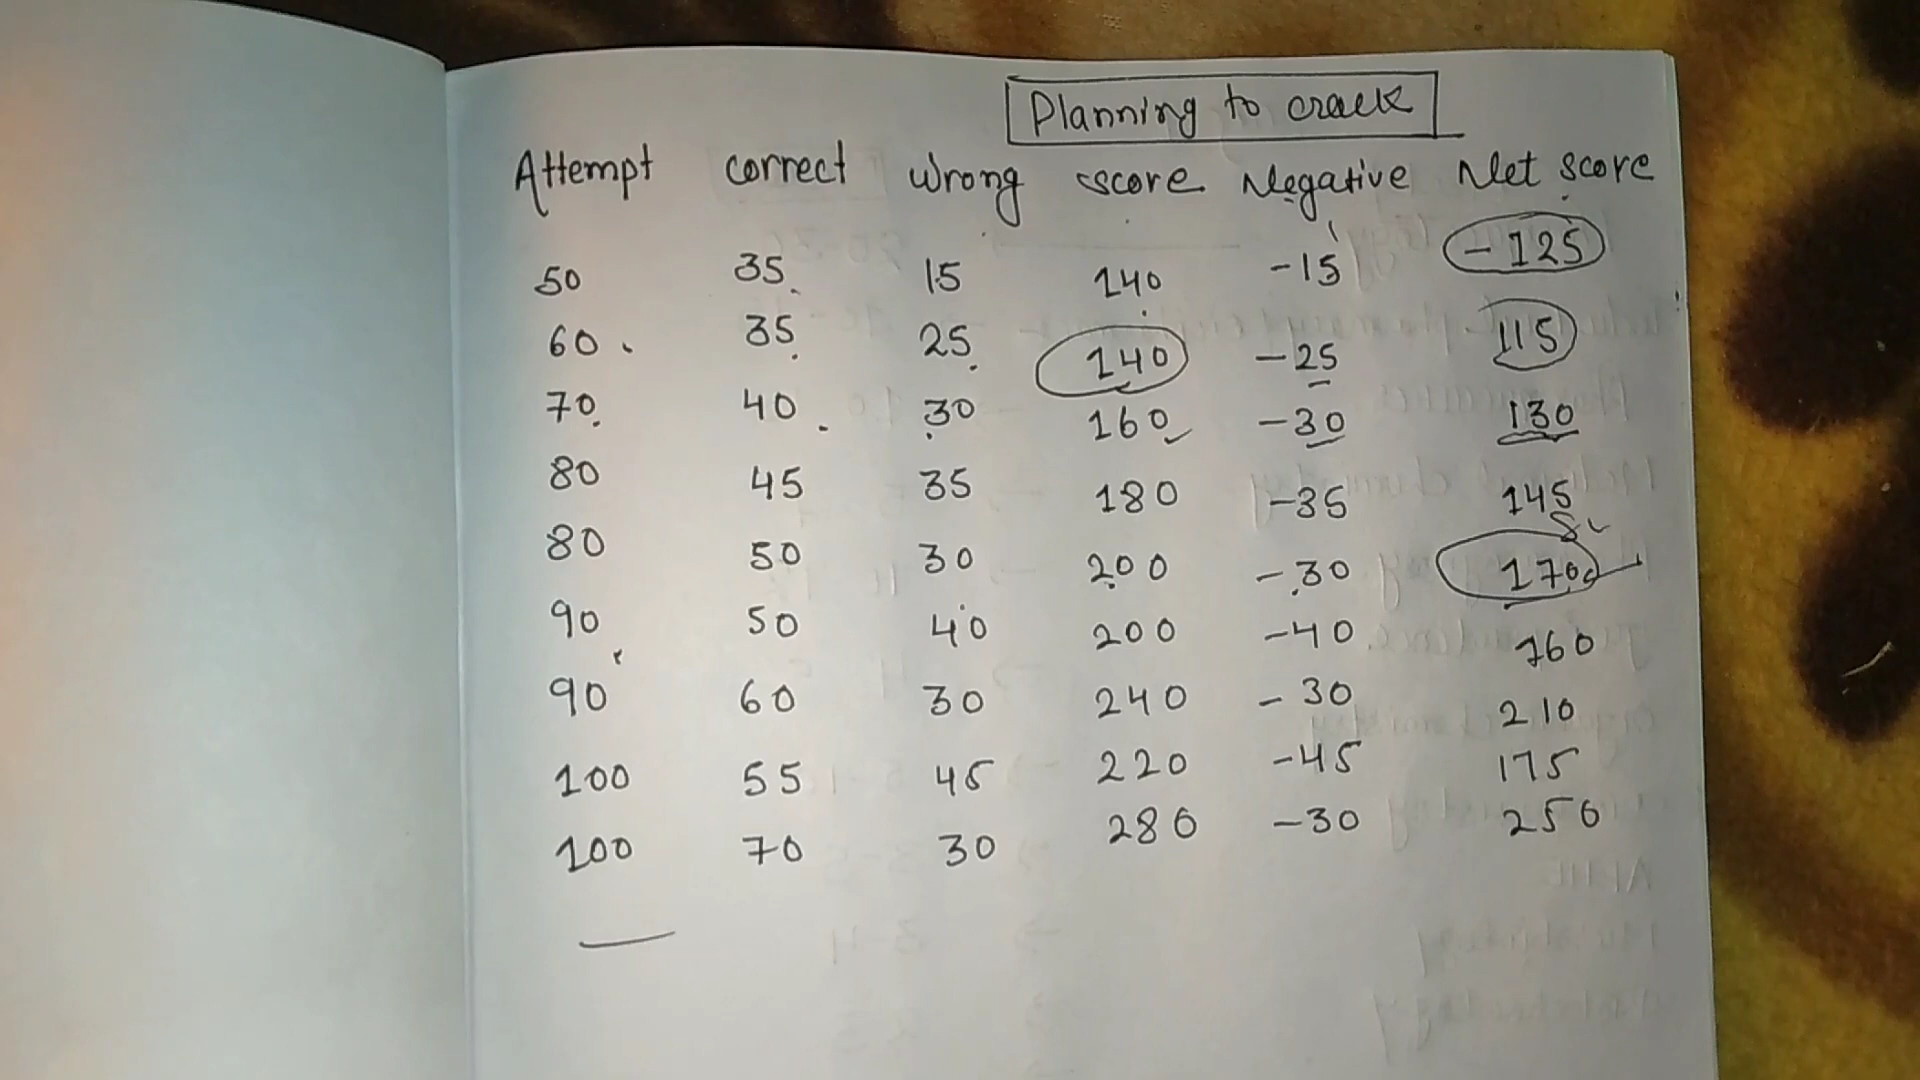 Planning to crack
Attempt correct Wrong score Negative Net score
50 35 15 140 -15 -125
60 35 25 140 -25 115
70 40 30 160 -30 130
80 45 35 180 -35 145
80 50 30 200 -30 170
90 50 40 200 -40 160
90 60 30 240 -30 210
100 55 45 220 -45 175
100 70 30 280 -30 250